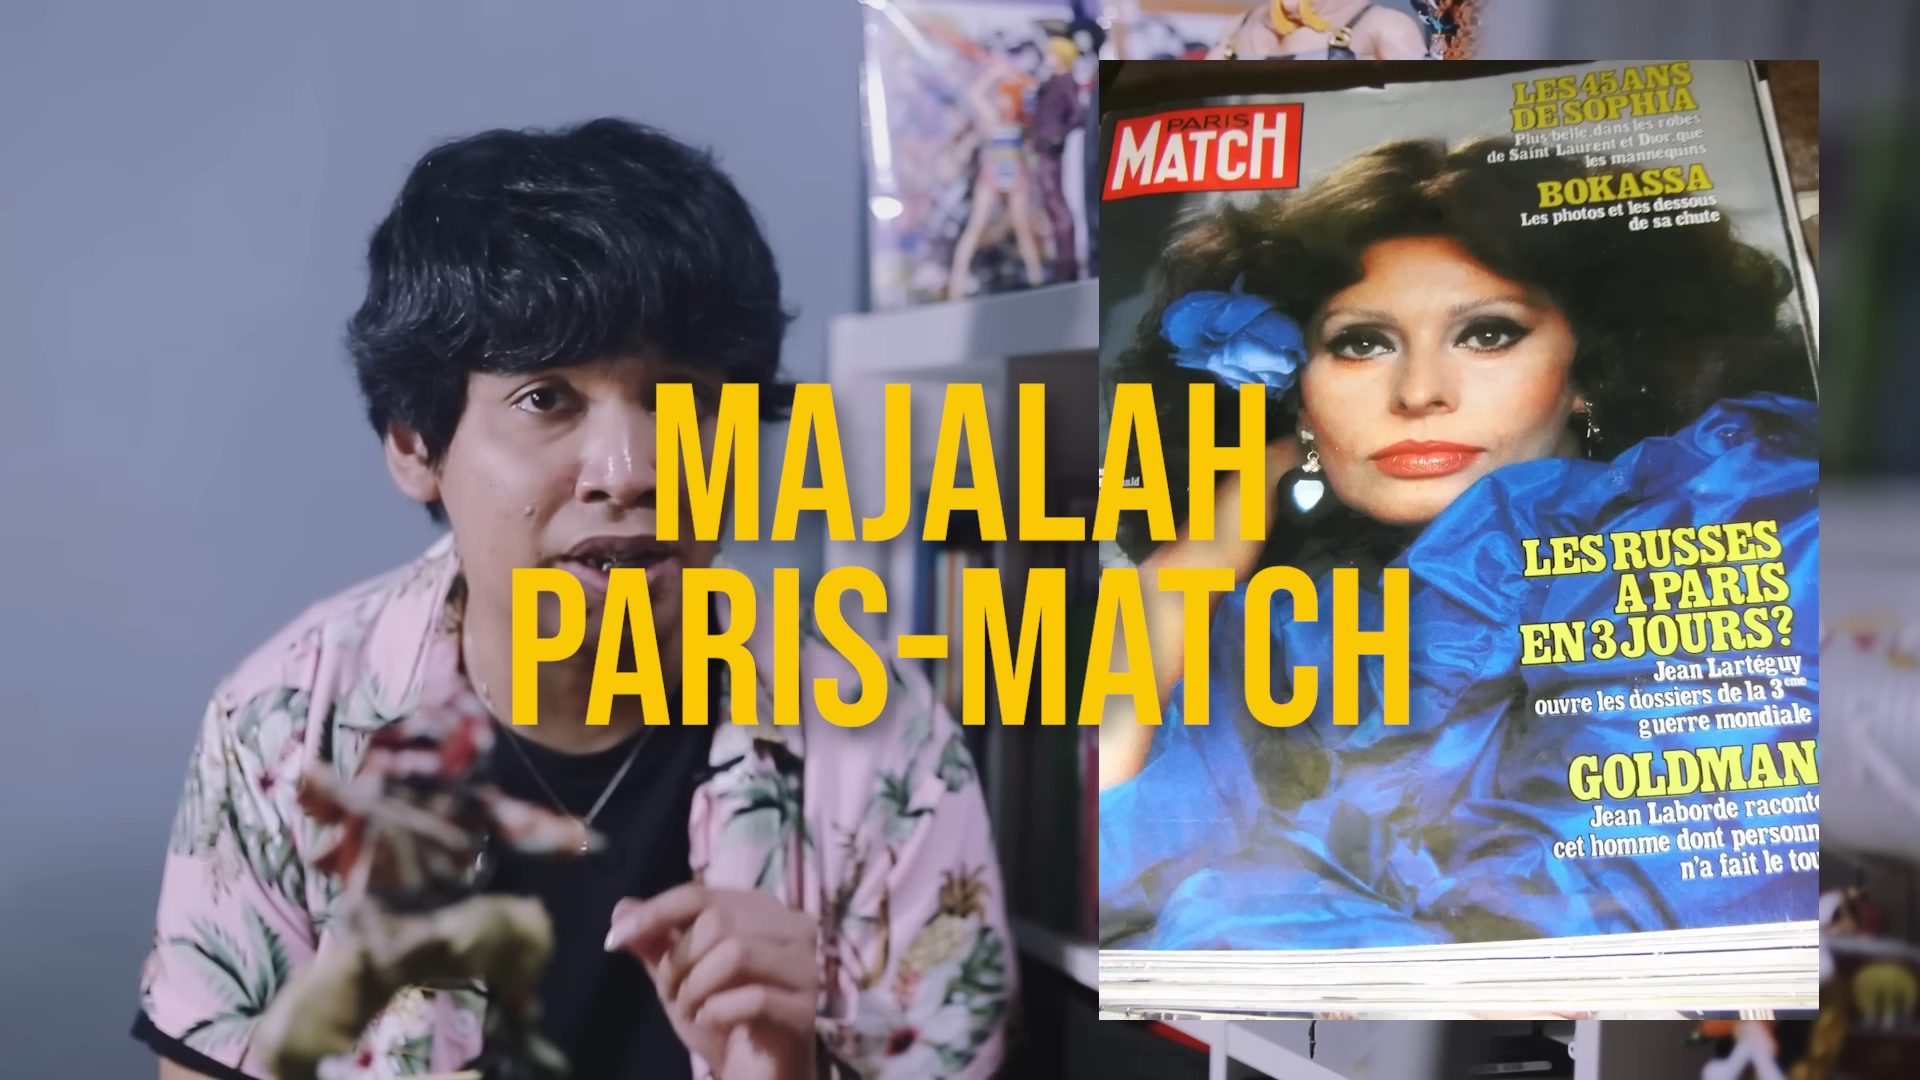 MAJALAH
PARIS-MATCH
PARIS
MATCH
LES 45 ANS
DE SOPHIA
Plus belle dans les robes
de Saint Laurent et Dior que
les mannequins
BOKASSA
Les photos et les dessous
de sa chute
LES RUSSES
A PARIS
EN 3 JOURS?
Jean Lartéguy
ouvre les dossiers de la 3ème
guerre mondiale
GOLDMAN
Jean Laborde raconte
cet homme dont personn
n'a fait le tou